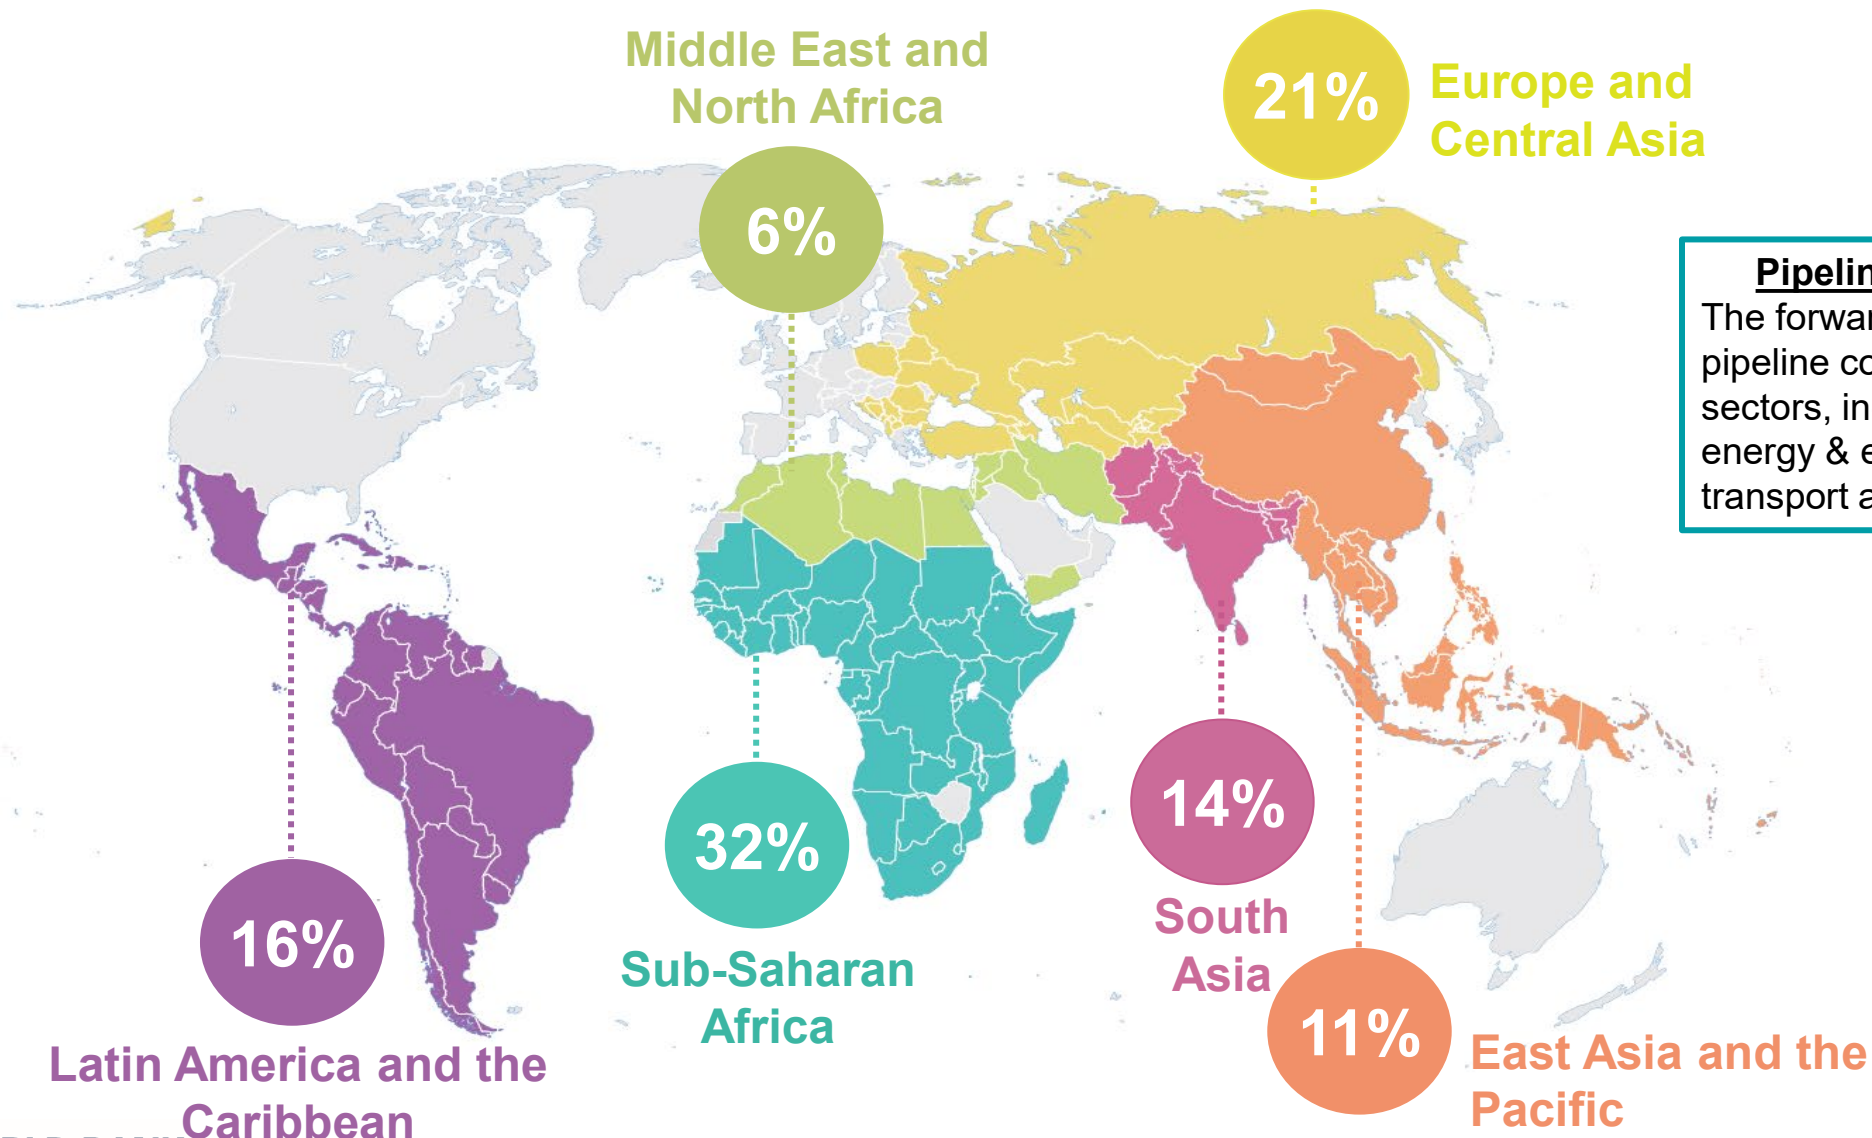 Middle East and
North Africa
6%
21%
Europe and
Central Asia
The forwar
pipeline co
sectors, in
energy & e
transport a
16%
Latin America and the
Caribbean
32%
Sub-Saharan
Africa
14%
South
Asia
11%
East Asia and the
Pacific